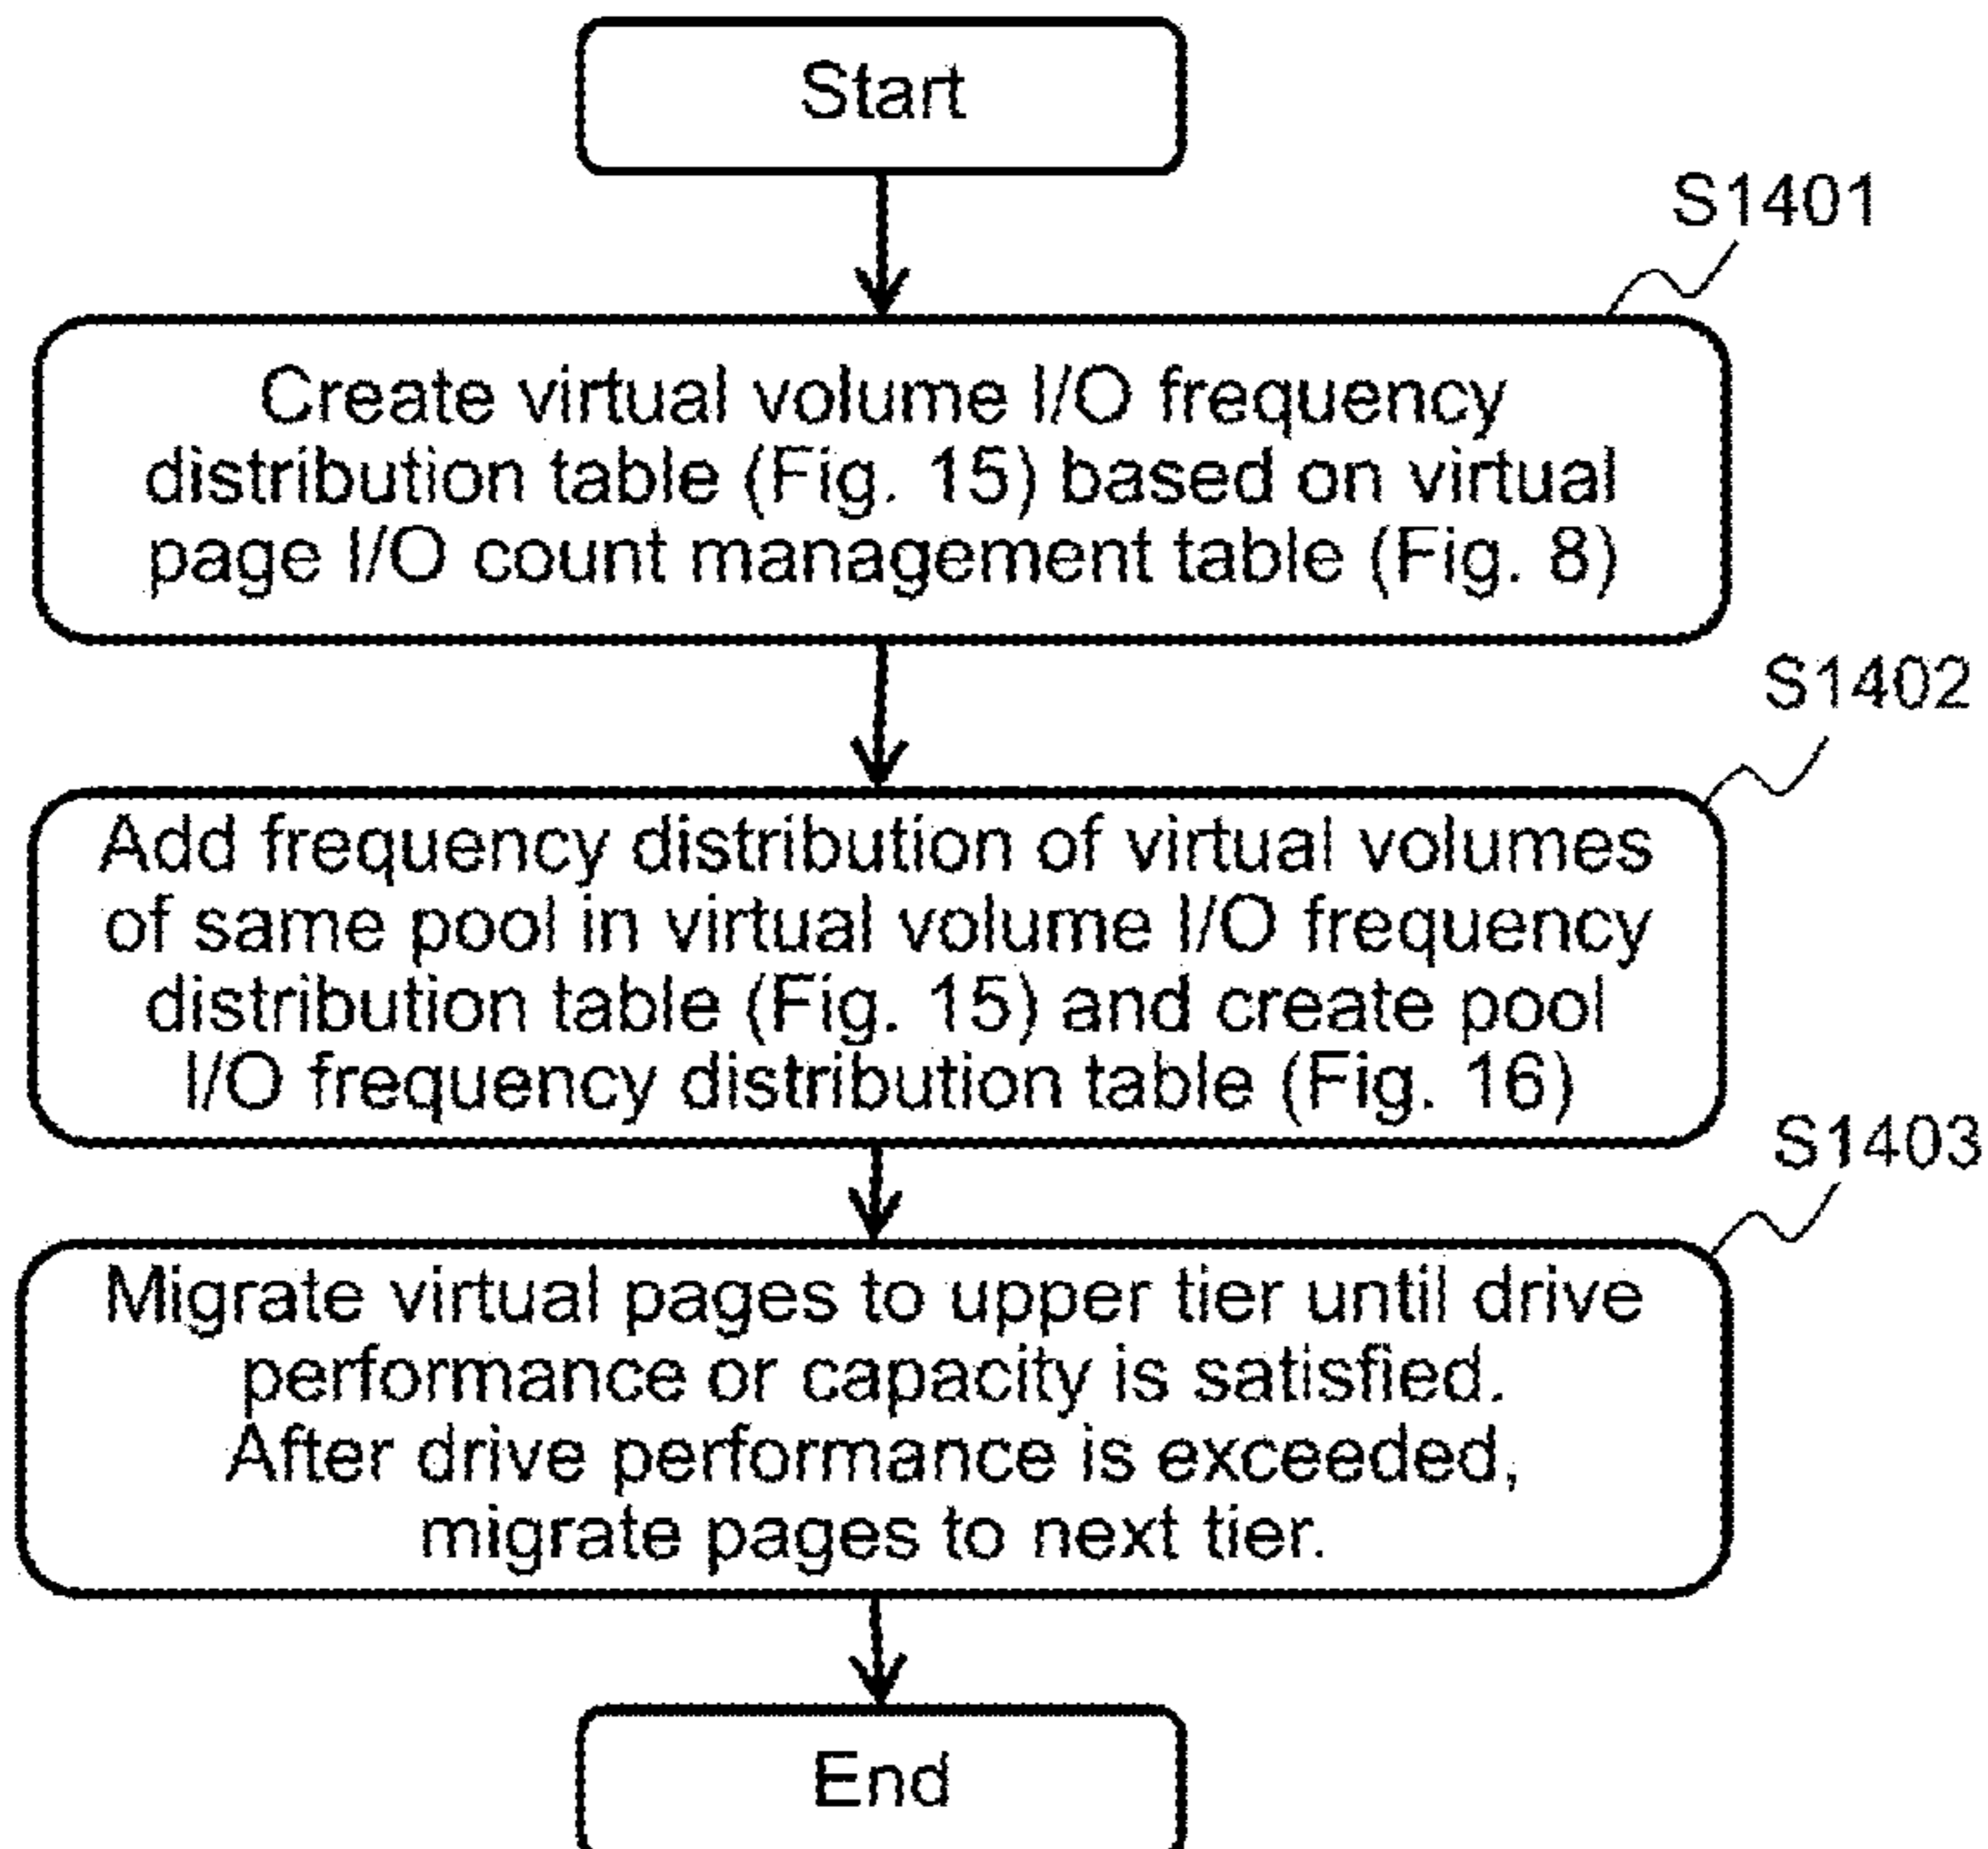 Start
S1401
Create virtual volume I/O frequency
distribution table (Fig. 15) based on virtual
page I/O count management table (Fig. 8)
S1402
Add frequency distribution of virtual volumes
of same pool in virtual volume I/O frequency
distribution table (Fig. 15) and create pool
I/O frequency distribution table (Fig. 16)
S1403
Migrate virtual pages to upper tier until drive
performance or capacity is satisfied.
After drive performance is exceeded,
migrate pages to next tier.
End